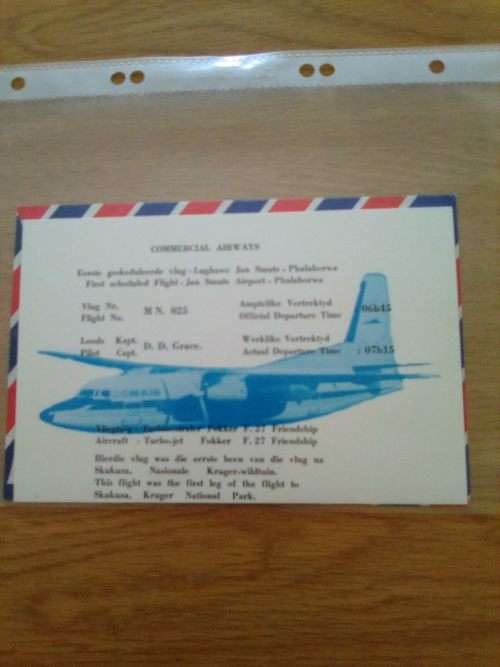 COMMERCIAL AIRWAYS
Eerste geskeduleerde vlug - Lughawe Jan Smuts - Phalaborwa
First scheduled Flight - Jan Smuts Airport - Phalaborwa
Vlug Nr. Amptelike Vertrektyd
Flight No. MN. 025 Official Departure Time 06h45
Loods Kapt. Werklike Vertrektyd
Pilot Capt. D. D. Grace. Actual Departure Time : 07h15
COMAIR
Fokker F. 27 Friendship
Aircraft - Turbo-jet Fokker F. 27 Friendship
Hierdie vlug was die eerste been van die vlug na
Skukuza, Nasionale Kruger-wildtuin.
This flight was the first leg of the flight to
Skukuza, Kruger National Park.